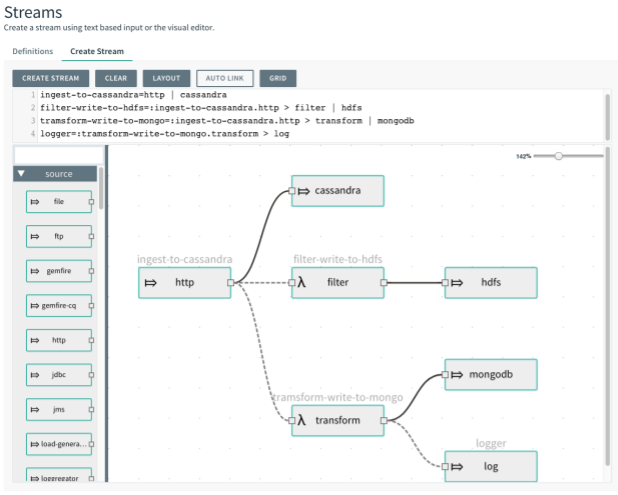 Streams
Create a stream using text based input or the visual editor.
Definitions Create Stream
CREATE STREAM CLEAR LAYOUT AUTO LINK GRID
1 ingest-to-cassandra=http | cassandra
2 filter-write-to-hdfs=:ingest-to-cassandra.http > filter | hdfs
3 tramsform-write-to-mongo=:ingest-to-cassandra.http > transform | mongodb
4 logger=:tramsform-write-to-mongo.transform > log
142%
source
file
ftp
gemfire
gemfire-cq
http
jdbc
jms
load-genera...
loggregator
cassandra
ingest-to-cassandra
http
filter-write-to-hdfs
λ filter
hdfs
mongodb
tramsform-write-to-mongo
λ transform
logger
log